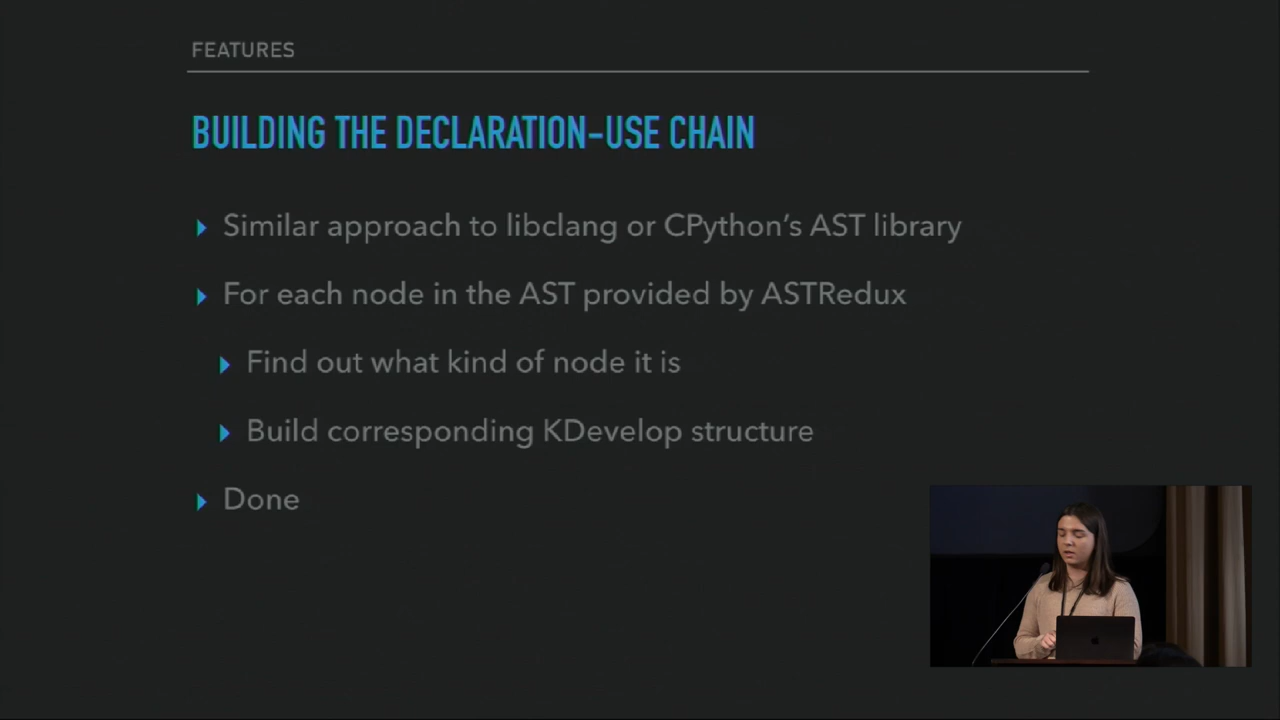 FEATURES
BUILDING THE DECLARATION-USE CHAIN
Similar approach to libclang or CPython's AST library
For each node in the AST provided by ASTRedux
Find out what kind of node it is
Build corresponding KDevelop structure
Done